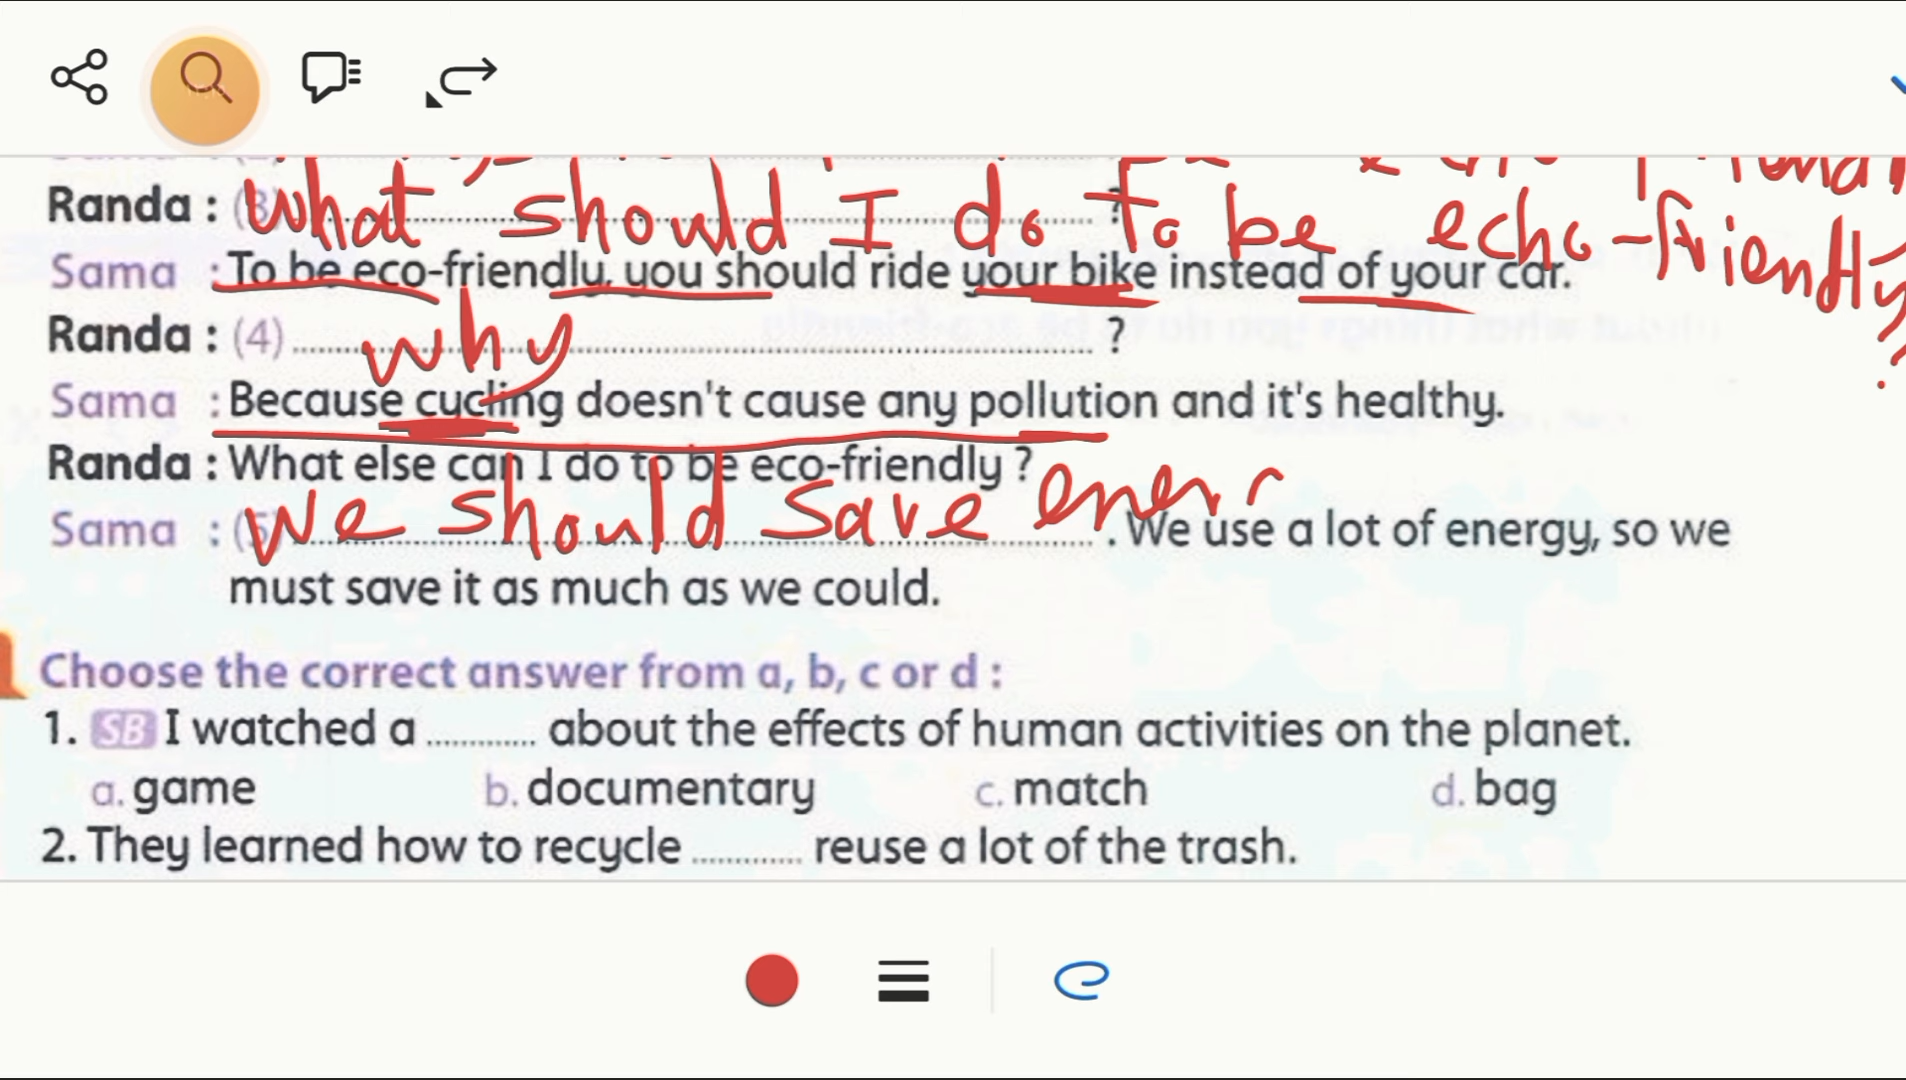 Randa : (3) What should I do to be echo-friendly ?
Sama : To be eco-friendly, you should ride your bike instead of your car.
Randa : (4) why ?
Sama : Because cycling doesn't cause any pollution and it's healthy.
Randa : What else can I do to be eco-friendly ?
Sama : (5) We should save ener . We use a lot of energy, so we
must save it as much as we could.
Choose the correct answer from a, b, c or d :
1. SB I watched a ............ about the effects of human activities on the planet.
a. game b. documentary c. match d. bag
2. They learned how to recycle ............ reuse a lot of the trash.